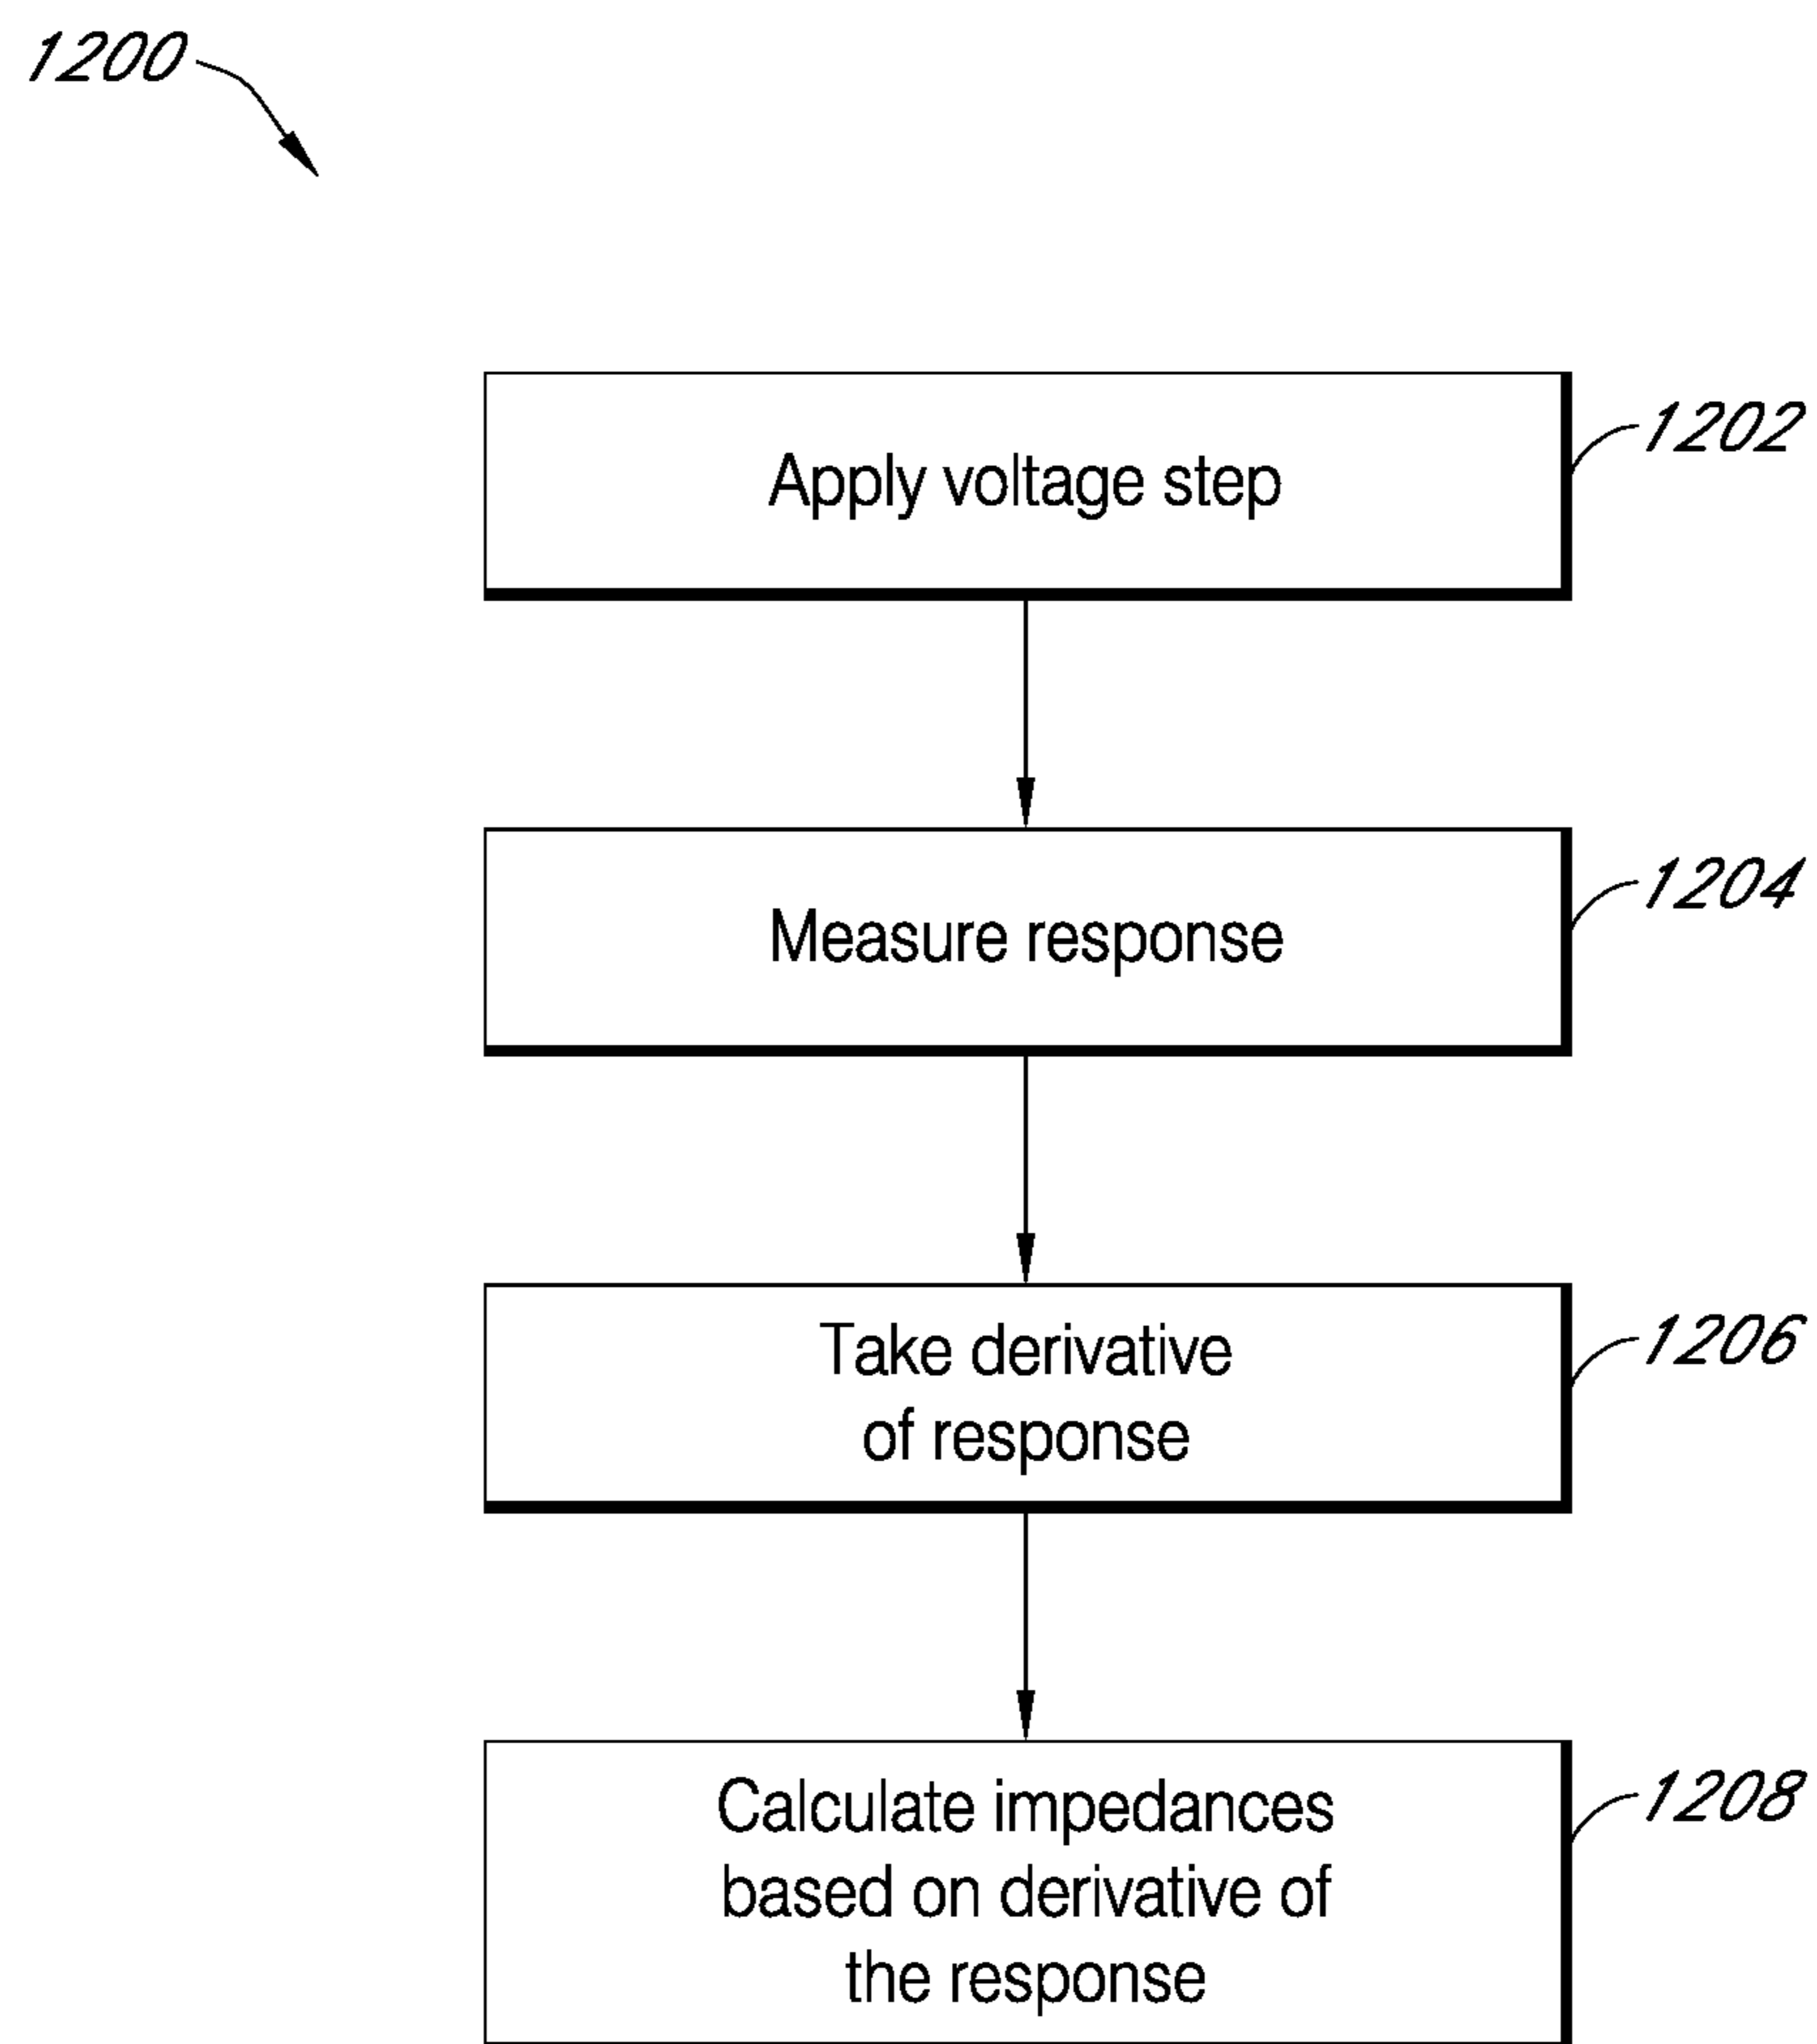 1200
Apply voltage step
1202
Measure response
1204
Take derivative
of response
1206
Calculate impedances
based on derivative of
the response
1208